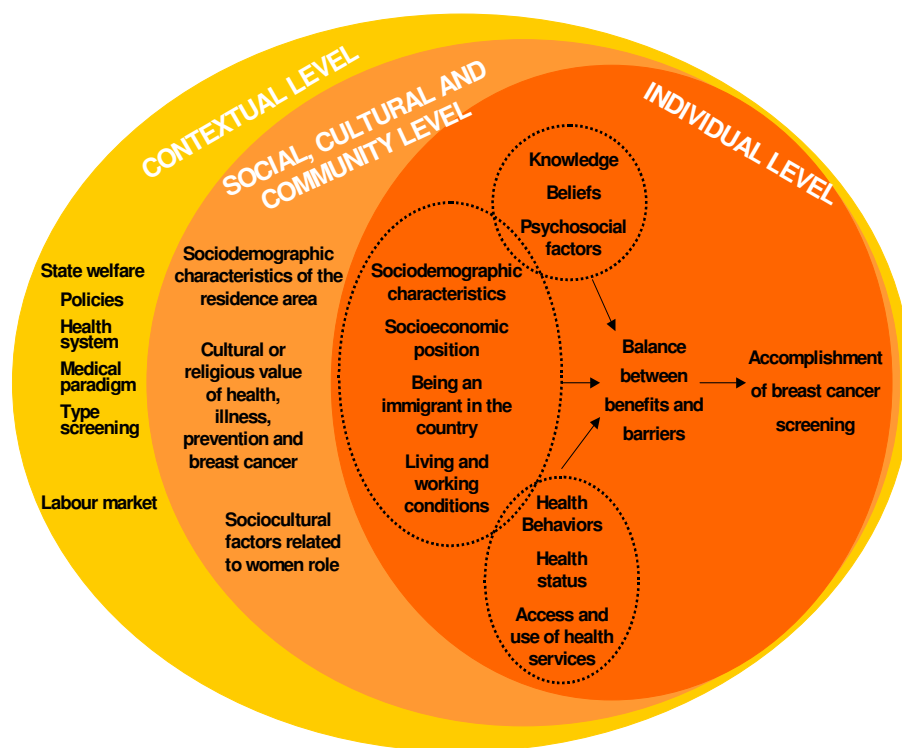 CONTEXTUAL LEVEL
SOCIAL, CULTURAL AND
COMMUNITY LEVEL
INDIVIDUAL LEVEL
State welfare
Policies
Health
system
Medical
paradigm
Type
screening
Labour market
Sociodemographic
characteristics of the
residence area
Cultural or
religious value
of health,
illness,
prevention and
breast cancer
Sociocultural
factors related
to women role
Sociodemographic
characteristics
Socioeconomic
position
Being an
immigrant in the
country
Living and
working
conditions
Knowledge
Beliefs
Psychosocial
factors
Health
Behaviors
Health
status
Access and
use of health
services
Balance
between
benefits and
barriers
Accomplishment
of breast cancer
screening